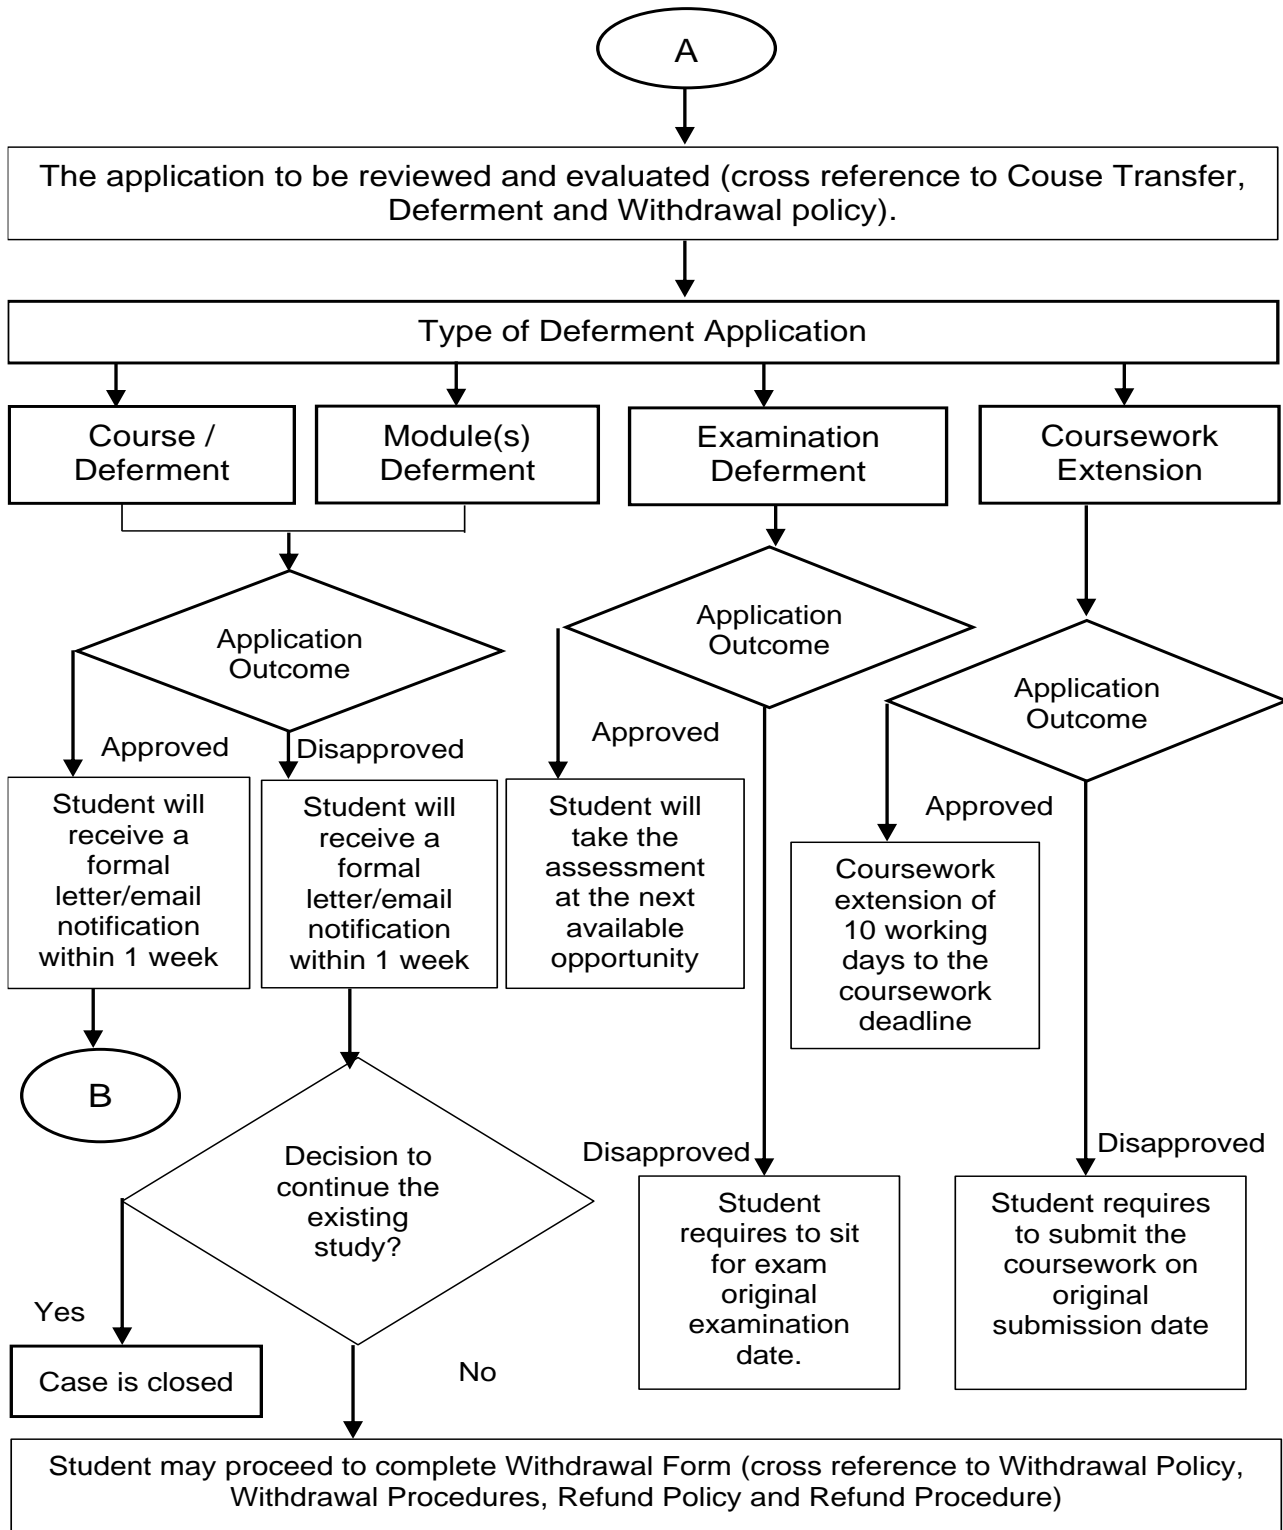 A
The application to be reviewed and evaluated (cross reference to Couse Transfer,
Deferment and Withdrawal policy).
Type of Deferment Application
Course /
Deferment
Module(s)
Deferment
Examination
Deferment
Coursework
Extension
Application
Outcome
Application
Outcome
Application
Outcome
Approved
Disapproved
Approved
Approved
Student will
receive a
formal
letter/email
notification
within 1 week
Student will
receive a
formal
letter/email
notification
within 1 week
Student will
take the
assessment
at the next
available
opportunity
Coursework
extension of
10 working
days to the
coursework
deadline
B
Decision to
continue the
existing
study?
Disapproved
Disapproved
Student
requires to sit
for exam
original
examination
date.
Student requires
to submit the
coursework on
original
submission date
Yes
No
Case is closed
Student may proceed to complete Withdrawal Form (cross reference to Withdrawal Policy,
Withdrawal Procedures, Refund Policy and Refund Procedure)